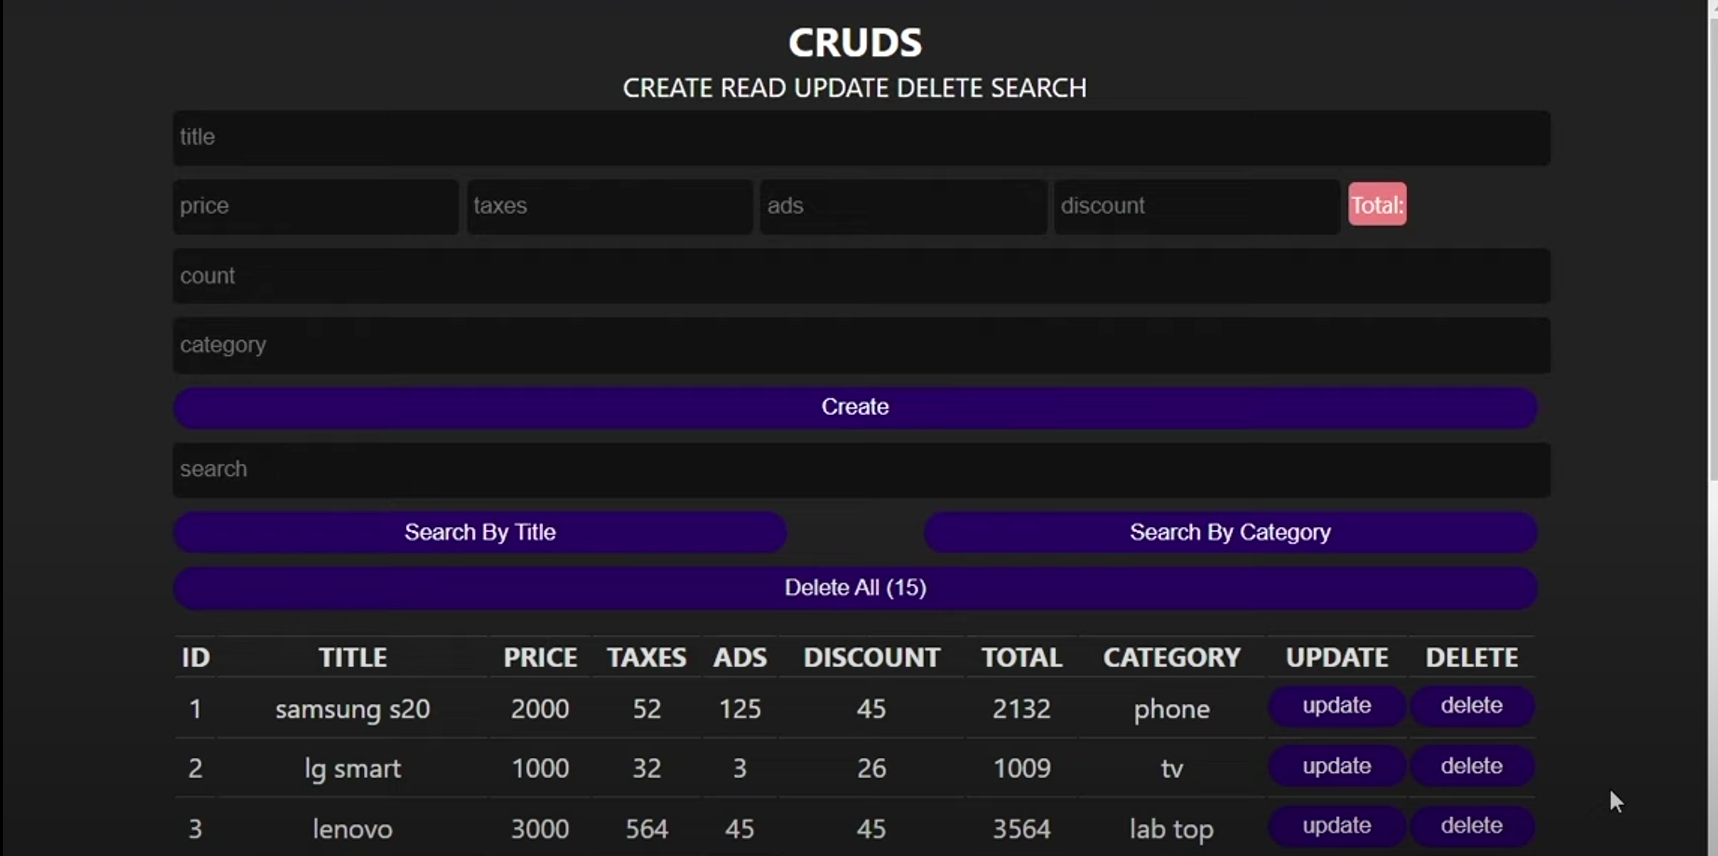 CRUDS
CREATE READ UPDATE DELETE SEARCH
title
price taxes ads discount Total:
count
category
Create
search
Search By Title Search By Category
Delete All (15)
ID TITLE PRICE TAXES ADS DISCOUNT TOTAL CATEGORY UPDATE DELETE
1 samsung s20 2000 52 125 45 2132 phone update delete
2 lg smart 1000 32 3 26 1009 tv update delete
3 lenovo 3000 564 45 45 3564 lab top update delete